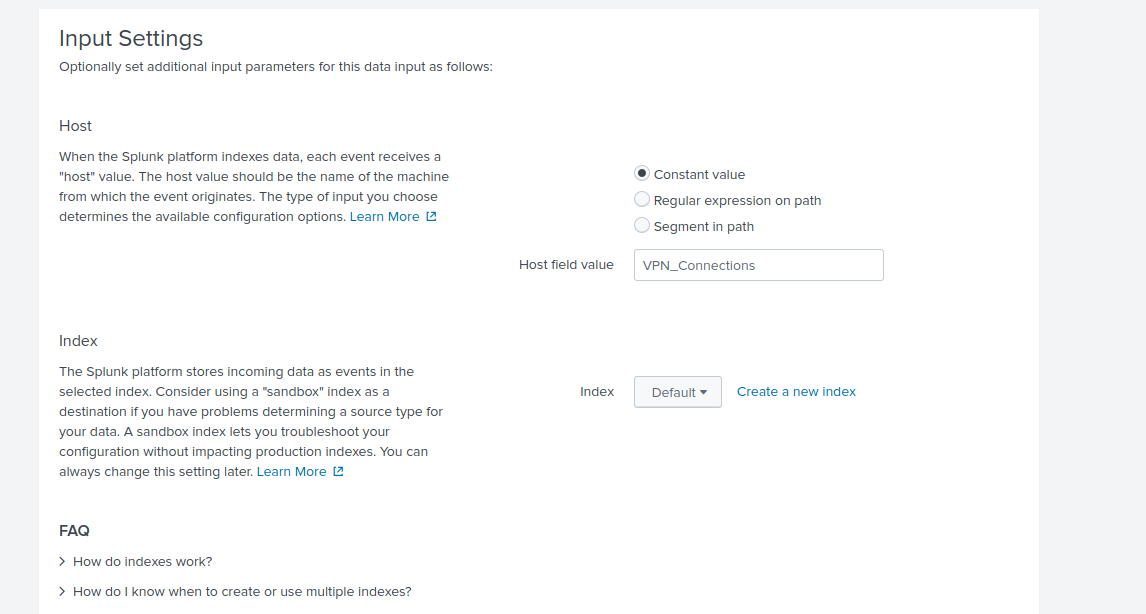 Input Settings
Optionally set additional input parameters for this data input as follows:
Host
When the Splunk platform indexes data, each event receives a
"host" value. The host value should be the name of the machine
from which the event originates. The type of input you choose
determines the available configuration options. Learn More
Constant value
Regular expression on path
Segment in path
Host field value
VPN_Connections
Index
The Splunk platform stores incoming data as events in the
selected index. Consider using a "sandbox" index as a
destination if you have problems determining a source type for
your data. A sandbox index lets you troubleshoot your
configuration without impacting production indexes. You can
always change this setting later. Learn More
Index
Default
Create a new index
FAQ
How do indexes work?
How do I know when to create or use multiple indexes?